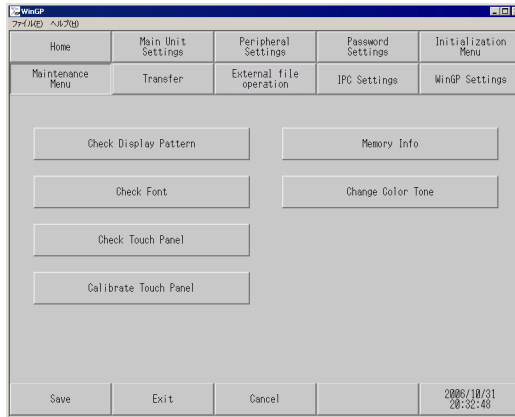 WinGP
ファイル(F) ヘルプ(H)
Home
Main Unit
Settings
Peripheral
Settings
Password
Settings
Initialization
Menu
Maintenance
Menu
Transfer
External file
operation
IPC Settings
WinGP Settings
Check Display Pattern
Memory Info
Check Font
Change Color Tone
Check Touch Panel
Calibrate Touch Panel
Save
Exit
Cancel
2006/10/31
20:32:48